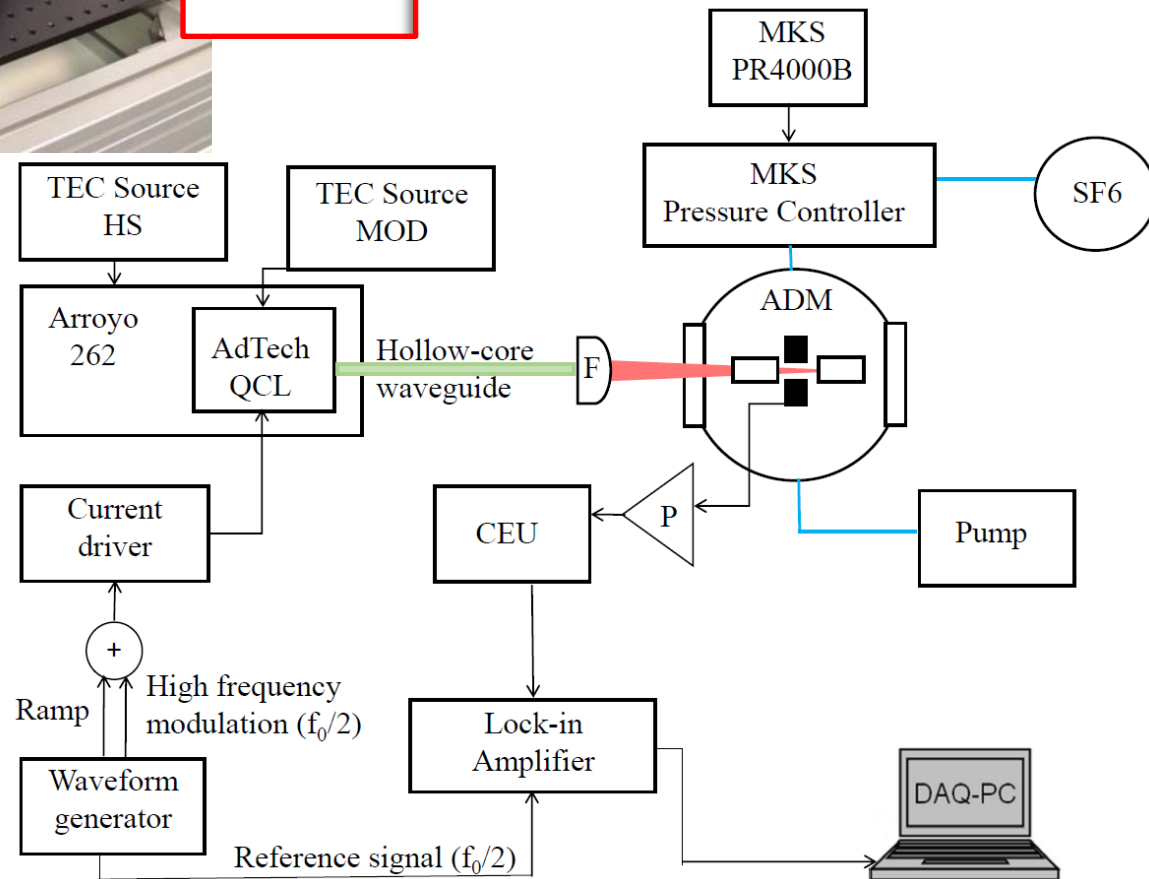 MKS
PR4000B
TEC Source
HS
TEC Source
MOD
MKS
Pressure Controller
SF6
Arroyo
262
AdTech
QCL
Hollow-core
waveguide
F
ADM
Current
driver
CEU
P
Pump
+
Ramp
High frequency
modulation (f₀/2)
Waveform
generator
Lock-in
Amplifier
DAQ-PC
Reference signal (f₀/2)